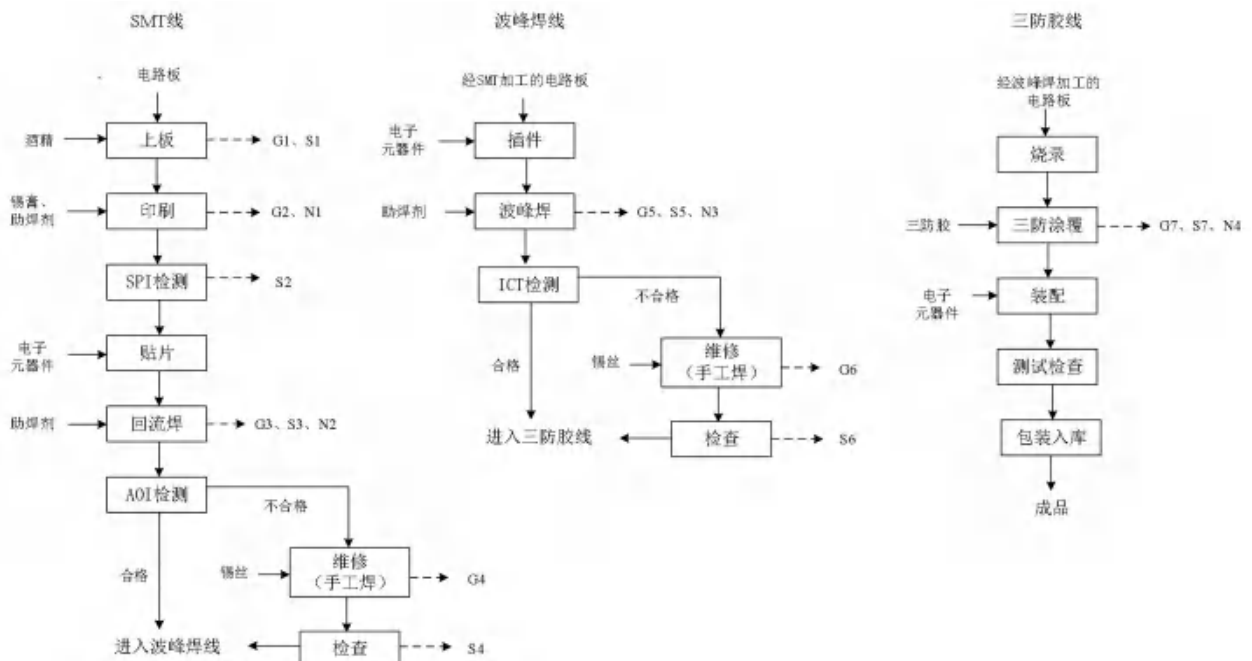 SMT线
电路板
酒精
上板
G1、S1
锡膏、
助焊剂
印刷
G2、N1
SPI检测
S2
电子
元器件
贴片
助焊剂
回流焊
G3、S3、N2
AOI检测
不合格
合格
锡丝
维修
（手工焊）
G4
进入波峰焊线
检查
S4
波峰焊线
经SMT加工的电路板
电子
元器件
插件
助焊剂
波峰焊
G5、S5、N3
ICT检测
不合格
合格
锡丝
维修
（手工焊）
G6
进入三防胶线
检查
S6
三防胶线
经波峰焊加工的
电路板
烧录
三防胶
三防涂覆
G7、S7、N4
电子
元器件
装配
测试检查
包装入库
成品